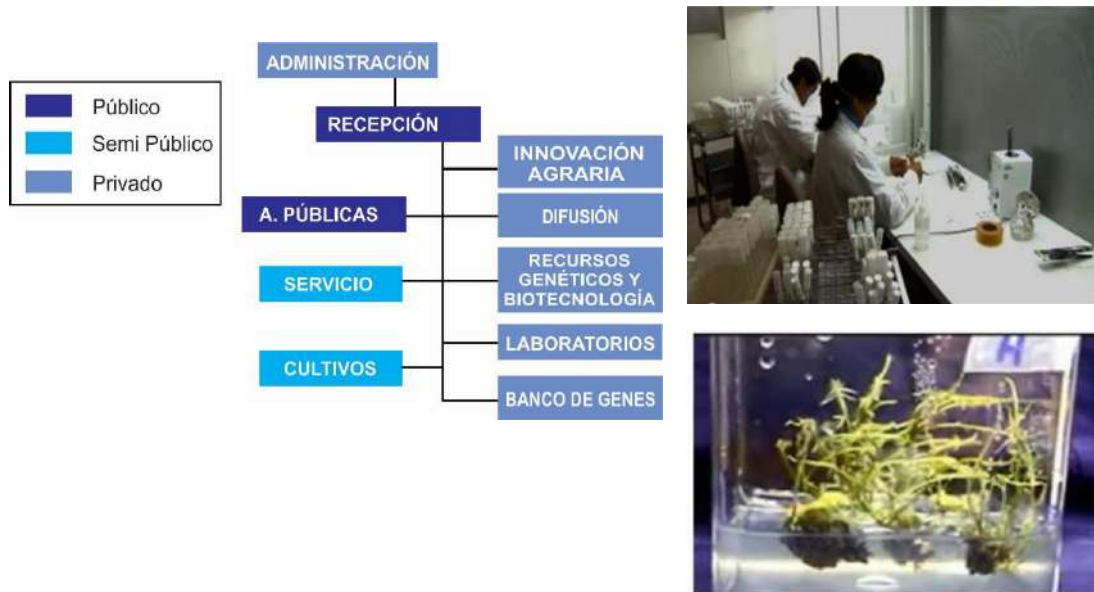 ADMINISTRACIÓN
Público
Semi Público
Privado
RECEPCIÓN
INNOVACIÓN
AGRARIA
A. PÚBLICAS
DIFUSIÓN
SERVICIO
RECURSOS
GENÉTICOS Y
BIOTECNOLOGÍA
CULTIVOS
LABORATORIOS
BANCO DE GENES